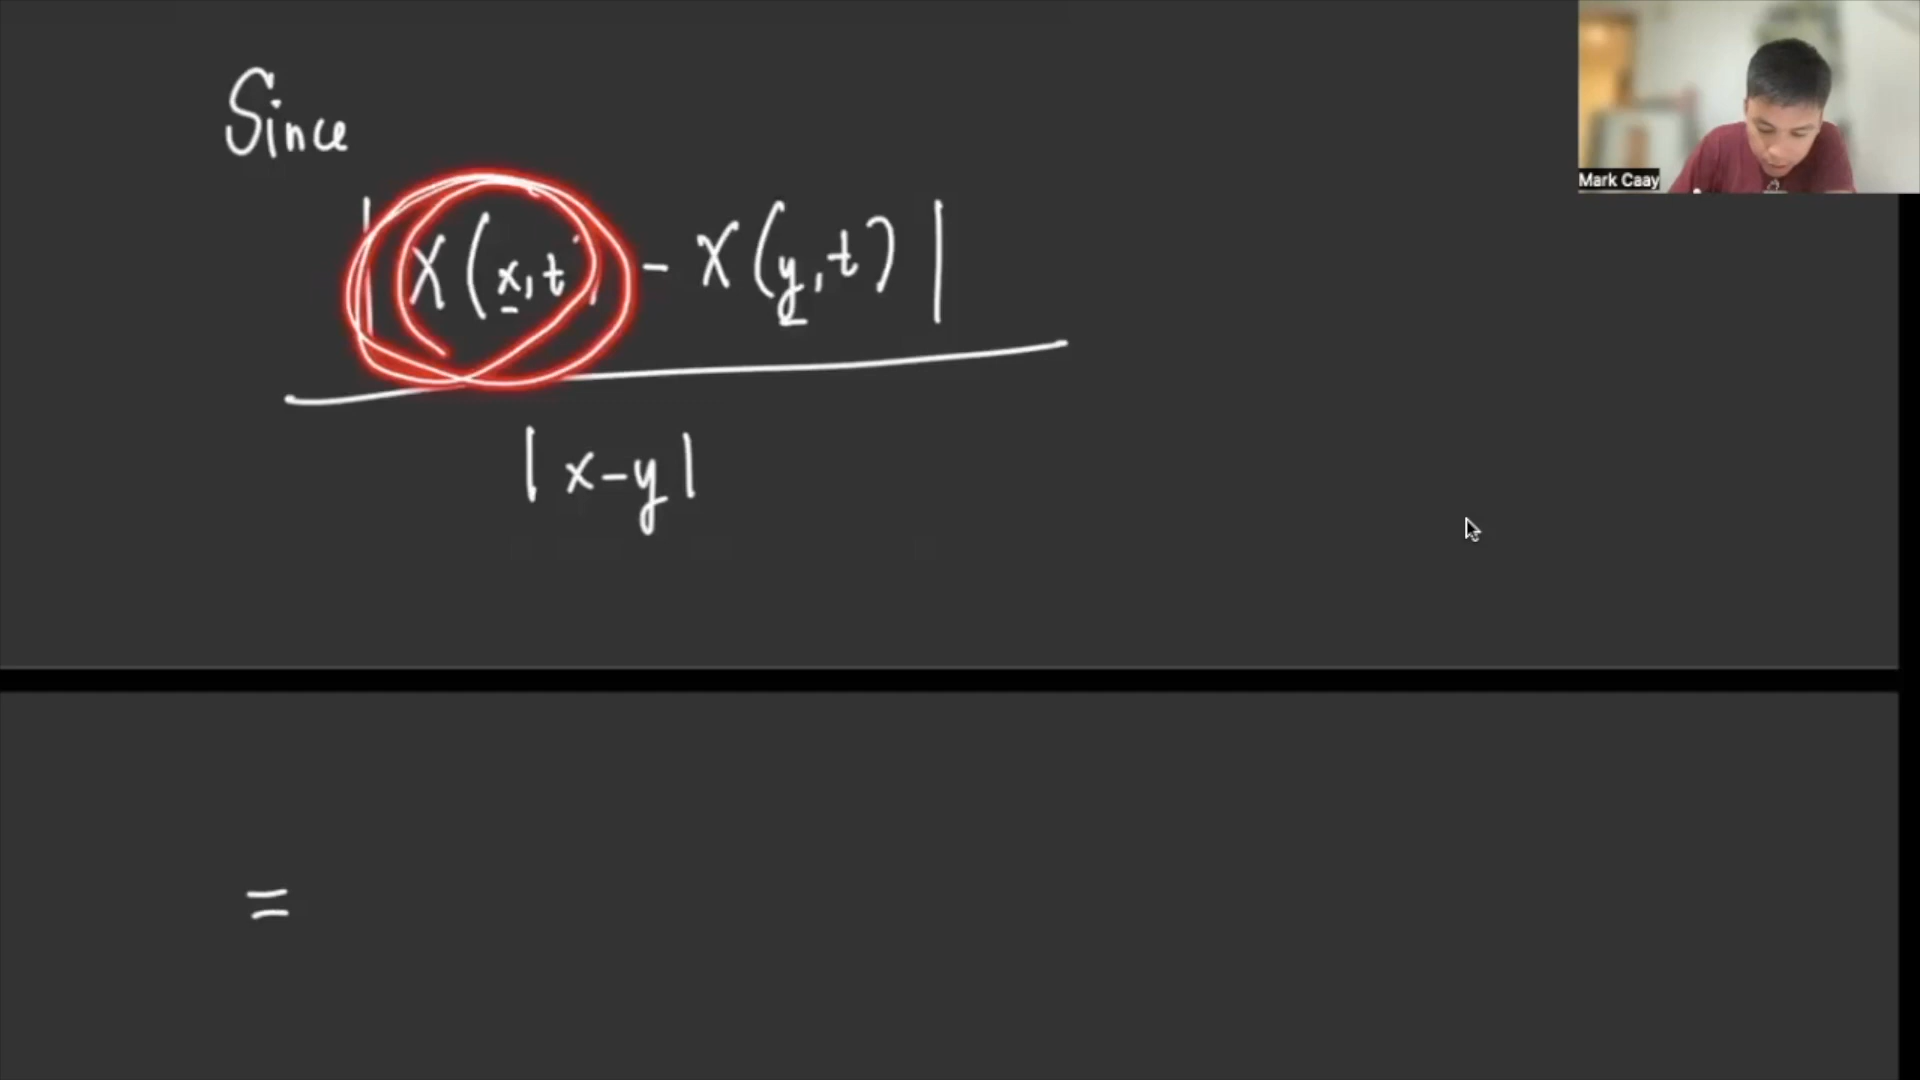 Since
| X(x,t) - X(y,t) |
| x-y |
=
Mark Caay